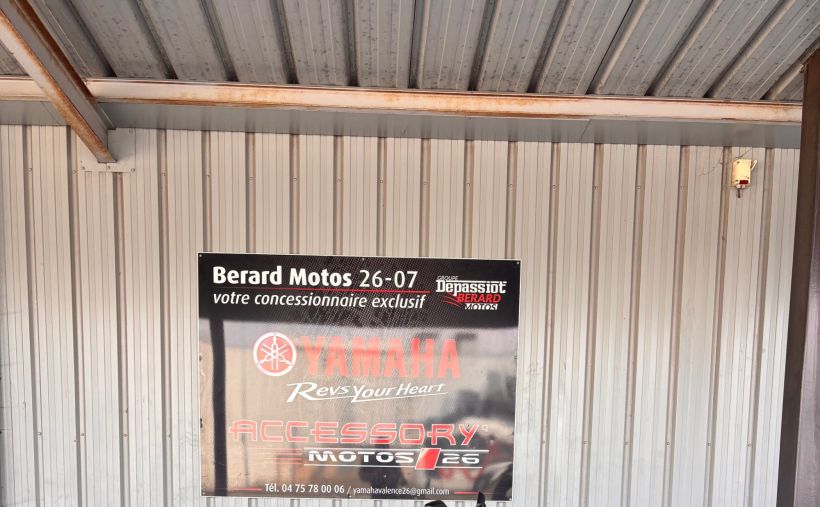 Berard Motos 26-07
votre concessionnaire exclusif
GROUPE
Depassiot
BERARD
MOTOS
YAMAHA
Revs Your Heart
ACCESSORY'
MOTOS 26
Tél. 04 75 78 00 06 / yamahavalence26@gmail.com